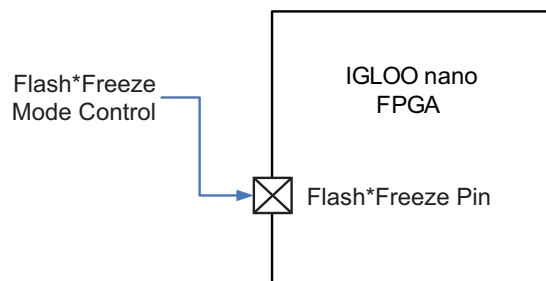 Flash*Freeze
Mode Control
IGLOO nano
FPGA
Flash*Freeze Pin